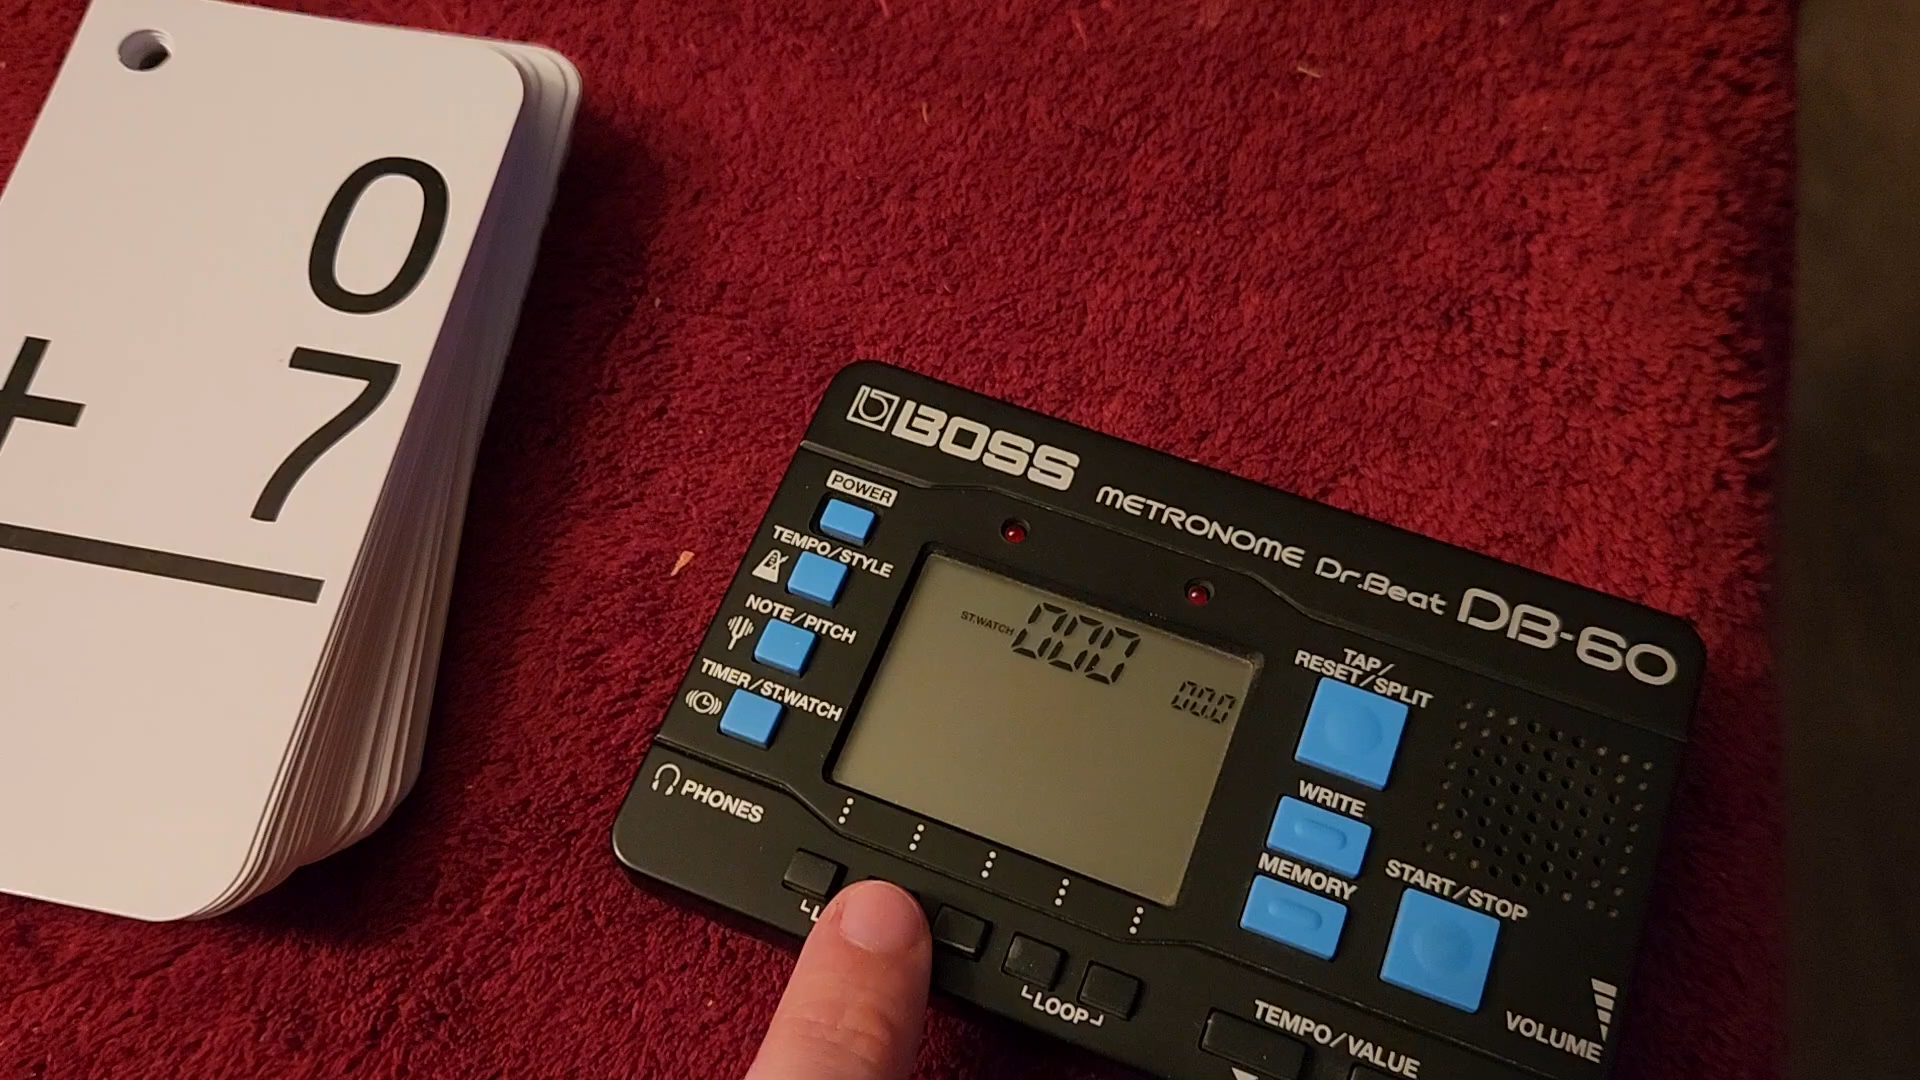 0
+ 7
BOSS
METRONOME Dr.Beat DB-60
POWER
TEMPO/STYLE
NOTE/PITCH
TIMER/ST.WATCH
PHONES
ST.WATCH 000
00.0
TAP/
RESET/SPLIT
WRITE
MEMORY
START/STOP
LOOP
TEMPO/VALUE
VOLUME